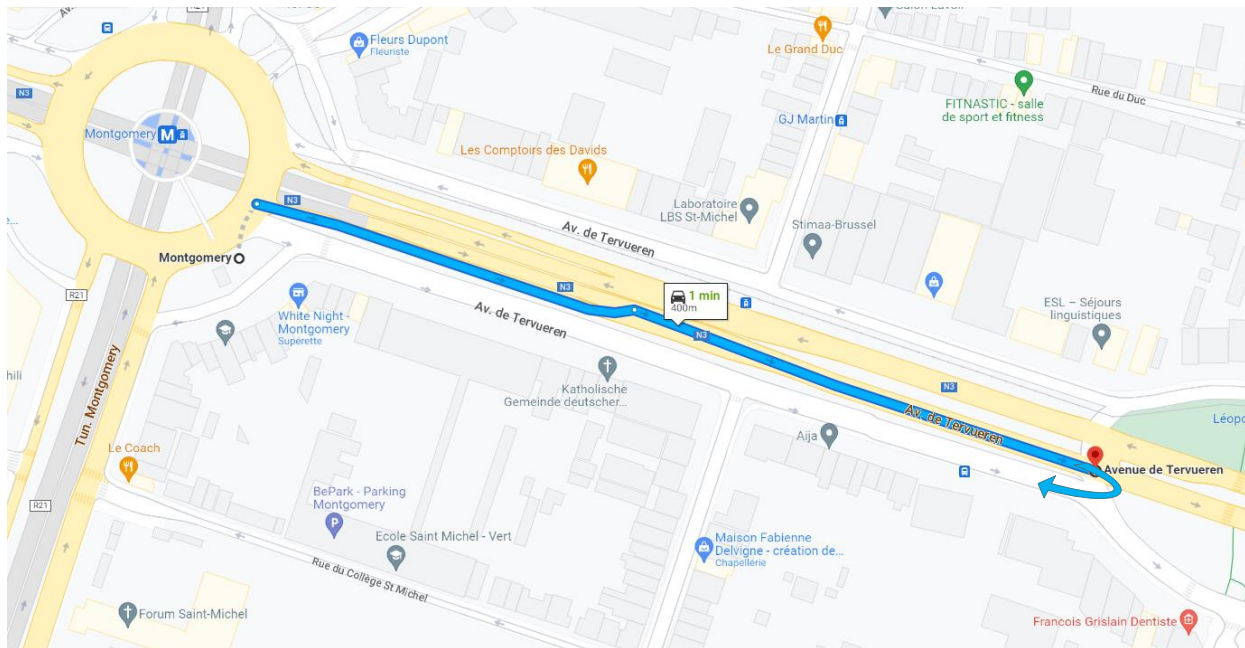 Fleurs Dupont
Fleuriste
Le Grand Duc
Rue du Duc
FITNASTIC - salle
de sport et fitness
N3
Montgomery
M
GJ Martin
Les Comptoirs des Davids
Laboratoire
LBS St-Michel
N3
Av. de Tervueren
Stimaa-Brussel
Montgomery
R21
N3
1 min
400m
White Night -
Montgomery
Supérette
Av. de Tervueren
N3
ESL – Séjours
linguistiques
Tun. Montgomery
Katholische
Gemeinde deutscher...
N3
Av. de Tervueren
Léopo
Aija
Le Coach
Avenue de Tervueren
R21
BePark - Parking
Montgomery
P
Ecole Saint Michel - Vert
Maison Fabienne
Delvigne - création de...
Chapellerie
Rue du Collège St Michel
Forum Saint-Michel
Francois Grislain Dentiste